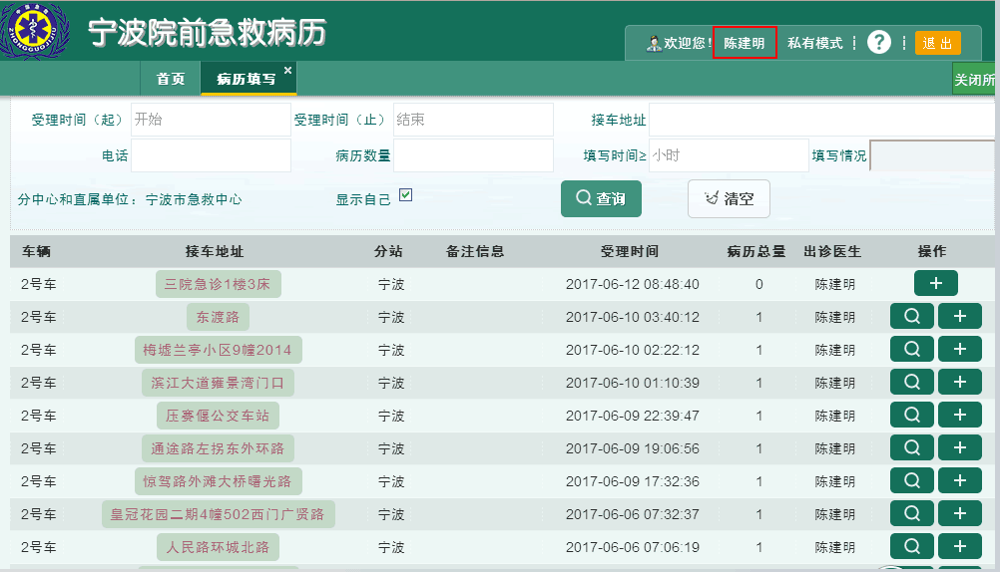 宁波院前急救病历
欢迎您! 陈建明 私有模式 ? 退出
首页 病历填写 × 关闭所
受理时间（起） 开始 受理时间（止） 结束 接车地址
电话 病历数量 填写时间≥ 小时 填写情况
分中心和直属单位：宁波市急救中心 显示自己 查询 清空
车辆 接车地址 分站 备注信息 受理时间 病历总量 出诊医生 操作
2号车 三院急诊1楼3床 宁波 2017-06-12 08:48:40 0 陈建明
2号车 东渡路 宁波 2017-06-10 03:40:12 1 陈建明
2号车 梅墟兰亭小区9幢2014 宁波 2017-06-10 02:22:12 1 陈建明
2号车 滨江大道雍景湾门口 宁波 2017-06-10 01:10:39 1 陈建明
2号车 压赛偃公交车站 宁波 2017-06-09 22:39:47 1 陈建明
2号车 通途路左拐东外环路 宁波 2017-06-09 19:06:56 1 陈建明
2号车 惊驾路外滩大桥曙光路 宁波 2017-06-09 17:32:36 1 陈建明
2号车 皇冠花园二期4幢502西门广贤路 宁波 2017-06-06 07:32:37 1 陈建明
2号车 人民路环城北路 宁波 2017-06-06 07:06:19 1 陈建明